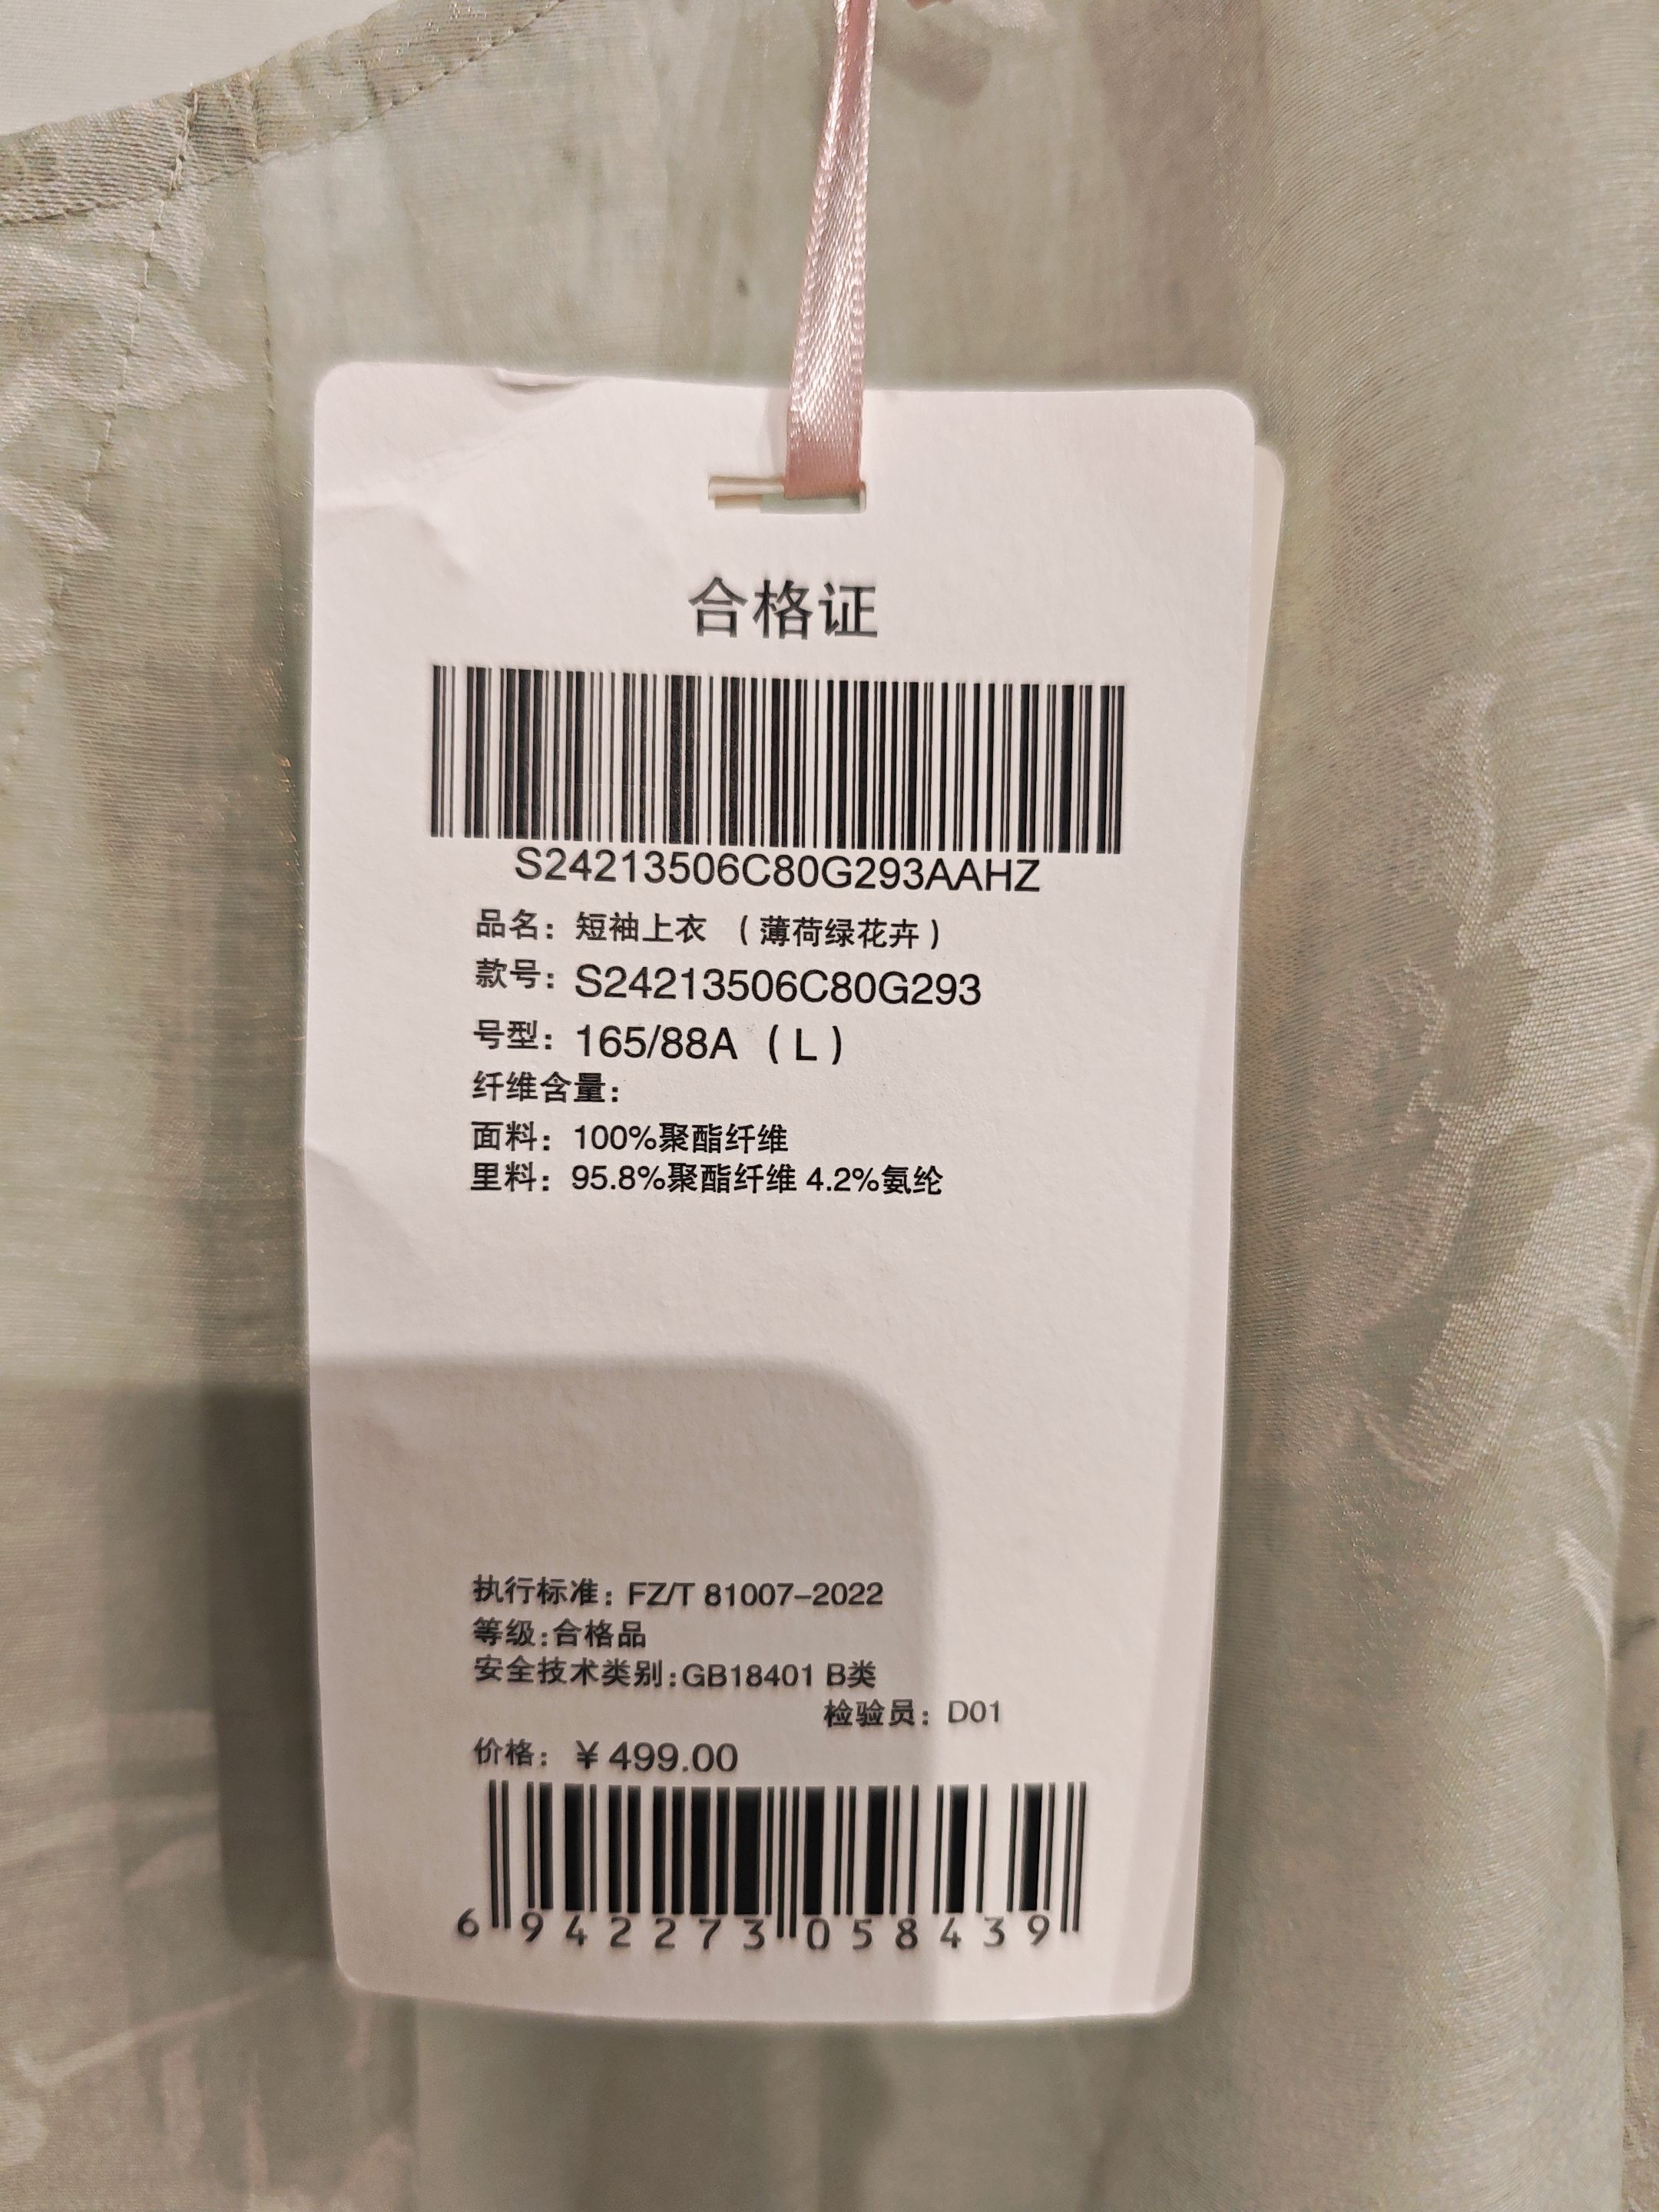 合格证
S24213506C80G293AAHZ
品名：短袖上衣 （薄荷绿花卉）
款号：S24213506C80G293
号型：165/88A （L）
纤维含量：
面料：100%聚酯纤维
里料：95.8%聚酯纤维 4.2%氨纶
执行标准：FZ/T 81007-2022
等级:合格品
安全技术类别:GB18401 B类
检验员：D01
价格：￥499.00
6 942273 058439